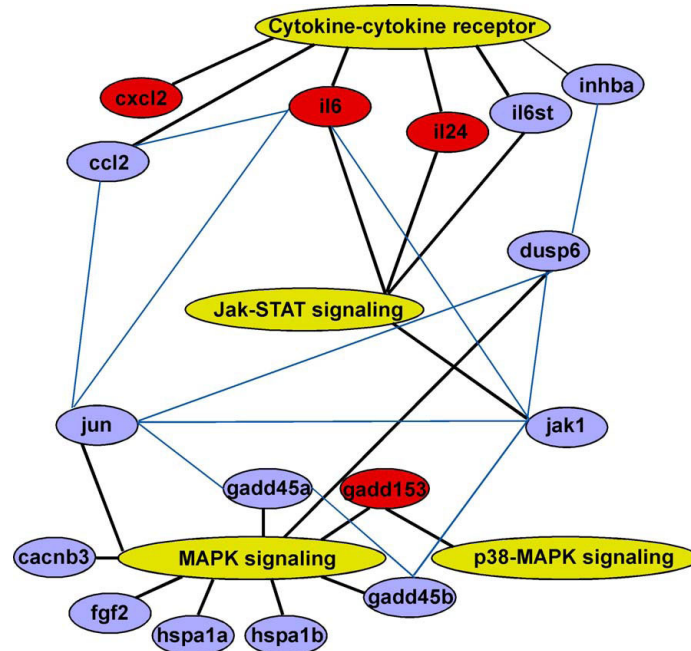 Cytokine-cytokine receptor
cxcl2
il6
il24
il6st
inhba
ccl2
dusp6
Jak-STAT signaling
jun
jak1
gadd45a
gadd153
cacnb3
MAPK signaling
p38-MAPK signaling
fgf2
hspa1a
hspa1b
gadd45b